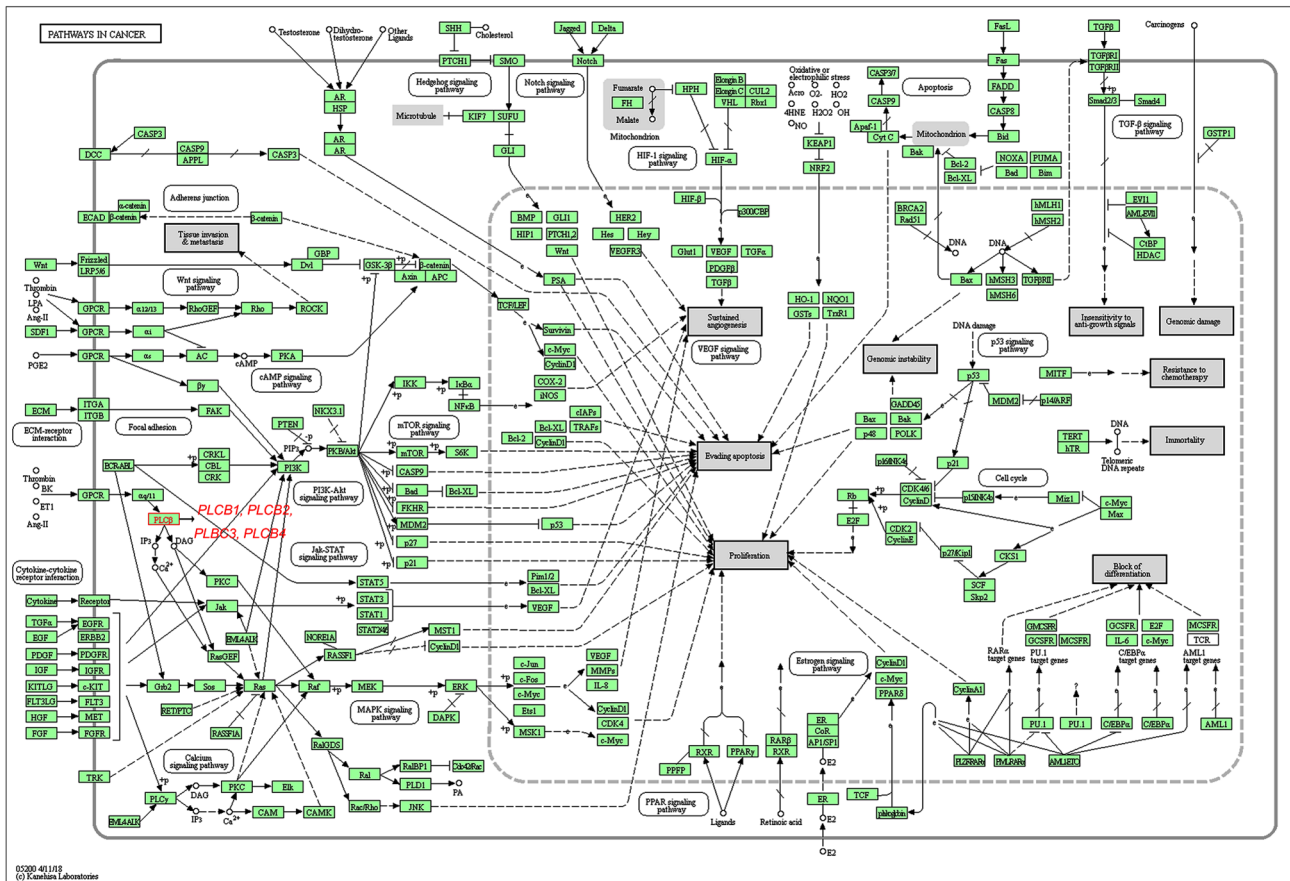 PATHWAYS IN CANCER
Testosterone
Dihydro-
testosterone
Other
Ligands
SHH
Cholesterol
Jagged
Delta
FasL
TGFβ
Carcinogens
PTCH1
SMO
Notch
Fas
TGFβRI
TGFβRII
Hedgehog signaling
pathway
Notch signaling
pathway
Oxidative or
electrophilic stress
Acro
O2-
HO2
4HNE
H2O2
OH
NO
Elongin B
Elongin C
CUL2
VHL
Rbx1
HPH
Fumarate
FH
Malate
Mitochondrion
CASP3/7
CASP9
Apoptosis
FADD
CASP8
Smad2/3
Smad4
+p
AR
HSP
AR
AR
Microtubule
KIF7
SUFU
GLI
HIF-1 signaling
pathway
HIF-α
KEAP1
NRF2
Apaf-1
Cyt C
Mitochondrion
Bid
TGF-β signaling
pathway
GSTP1
CASP3
DCC
CASP9
APPL
CASP3
Bak
Bcl-2
Bcl-XL
NOXA
PUMA
Bad
Bim
Adherens junction
α-catenin
ECAD
β-catenin
β-catenin
Tissue invasion
& metastasis
BMP
GLI1
HIP1
PTCH1,2
Wnt
HER2
Hes
Hey
VEGFR3
HIF-β
p300/CBP
Glut1
VEGF
TGFα
PDGFβ
TGFβ
BRCA2
Rad51
DNA
hMLH1
hMSH2
DNA
Bax
hMSH3
TGFβRII
hMSH6
EVI1
AML-EVI1
CtBP
HDAC
Wnt
Frizzled
LRP5/6
Dvl
GBP
GSK-3β
+p
+p
β-catenin
Axin
APC
Wnt signaling
pathway
PSA
TCF/LEF
HO-1
NQO1
GSTs
TrxR1
Thrombin
LPA
Ang-II
GPCR
α12/13
RhoGEF
Rho
ROCK
SDF1
GPCR
αi
PGE2
GPCR
αs
AC
cAMP
PKA
βγ
cAMP signaling
pathway
Sustained
angiogenesis
VEGF signaling
pathway
Insensitivity to
anti-growth signals
Genomic damage
Survivin
c-Myc
CyclinD1
Genomic instability
DNA damage
p53 signaling
pathway
p53
MDM2
p14/ARF
MITF
e
Resistance to
chemotherapy
ECM
ITGA
ITGB
FAK
ECM-receptor
interaction
Focal adhesion
PTEN
NKX3.1
PIP3
-p
PKB/Akt
IKK
+p
IκBα
NFκB
e
COX-2
iNOS
mTOR signaling
pathway
+p
mTOR
S6K
Bcl-2
Bcl-XL
CyclinD1
cIAPs
TRAFs
GADD45
Bax
Bak
p48
POLK
TERT
hTR
DNA
Telomeric
DNA repeats
Immortality
BCR-ABL
+p
CRKL
CBL
CRK
PI3K
PI3K-Akt
signaling pathway
CASP9
Bad
Bcl-XL
FKHR
MDM2
p53
p27
p21
Evading apoptosis
p16/INK4a
p21
Cell cycle
CDK4/6
CyclinD
p15/INK4b
e
Miz1
c-Myc
Max
Rb
+p
E2F
CDK2
CyclinE
p27/Kip1
CKS1
SCF
Skp2
Thrombin
BK
ET1
Ang-II
GPCR
αq/11
PLCβ
PLCB1, PLCB2,
PLBC3, PLCB4
IP3
DAG
Ca2+
PKC
Jak-STAT
signaling pathway
Proliferation
Cytokine-cytokine
receptor interaction
Cytokine
Receptor
Jak
+p
STAT5
STAT3
STAT1
Pim1/2
Bcl-XL
VEGF
Block of
differentiation
TGFα
EGFR
EGF
ERBB2
PDGF
PDGFR
IGF
IGFR
KITLG
c-KIT
FLT3LG
FLT3
HGF
MET
FGF
FGFR
EML4-ALK
NORE1A
RASSF1
MST1
CyclinD1
RasGEF
Grb2
Sos
Ras
Raf
+p
MEK
+p
ERK
+p
DAPK
RET/PTC
RASSF1A
MAPK signaling
pathway
c-Jun
c-Fos
c-Myc
Ets1
MSK1
c-Myc
VEGF
MMPs
IL-8
CyclinD1
CDK4
Estrogen signaling
pathway
CyclinD1
c-Myc
PPARδ
CyclinA1
RARα
target genes
GMCSFR
GCSFR
MCSFR
PU.1
target genes
GCSFR
E2F
IL-6
c-Myc
C/EBPα
target genes
MCSFR
TCR
AML1
target genes
?
PU.1
PU.1
C/EBPα
C/EBPα
AML1
TRK
Calcium signaling
pathway
+p
PLCγ
DAG
IP3
Ca2+
PKC
Elk
CAM
CAMK
EML4-ALK
RalGDS
Ral
RalBP1
Cdc42/Rac
PLD1
PA
Rac/Rho
JNK
RXR
PPARγ
PPFP
PPAR signaling
pathway
Ligands
RARβ
RXR
Retinoic acid
ER
CoR
AP1/SP1
E2
ER
E2
E2
TCF
PLZF-RARα
PML-RARα
AML1-ETO
05200 4/11/18
(c) Kanehisa Laboratories